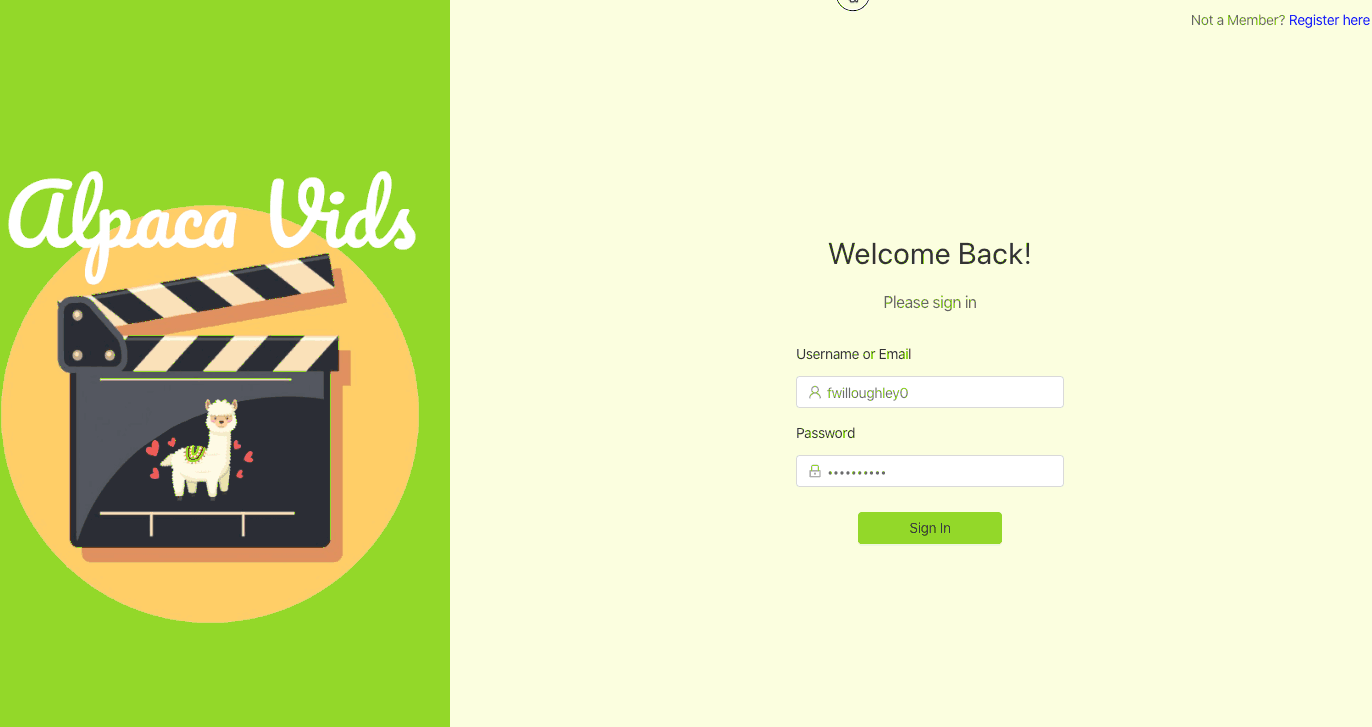 Not a Member? Register here
Alpaca Vids
Welcome Back!
Please sign in
Username or Email
fwilloughley0
Password
••••••••••
Sign In